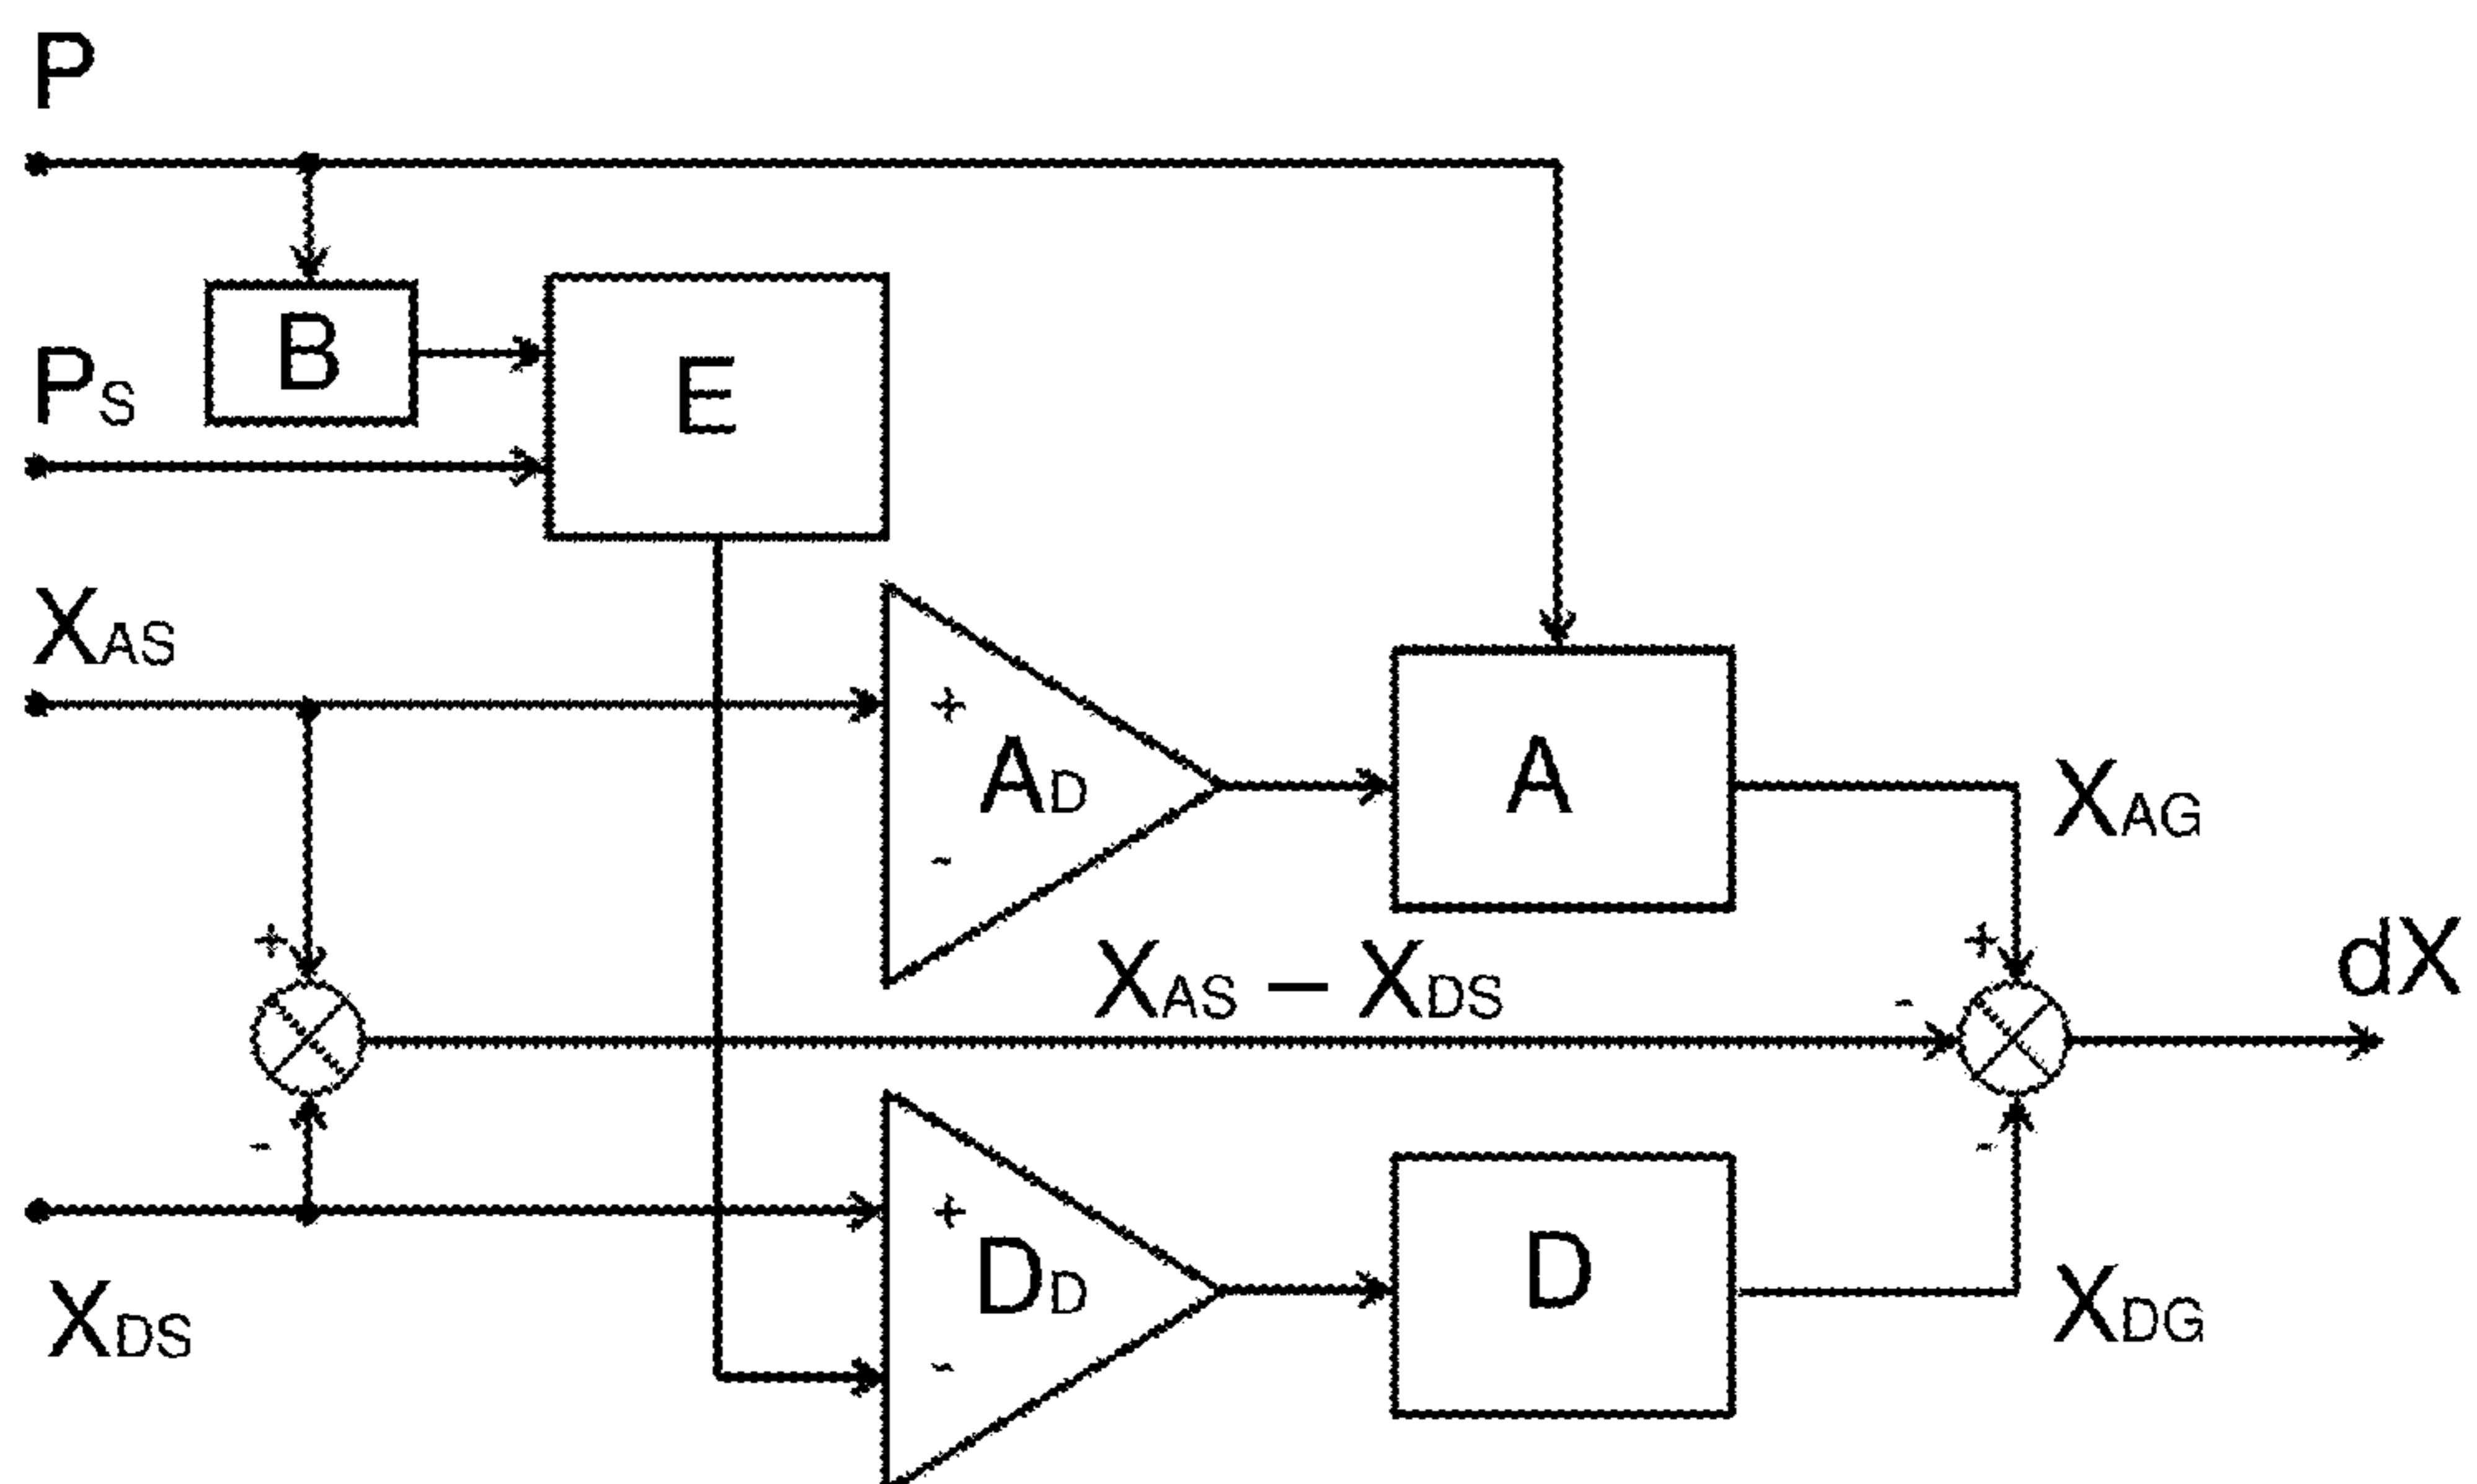 P
B
E
PS
XAS
+
AD
A
XAG
-
+
+
XAS – XDS
-
dX
-
-
+
DD
D
XDS
XDG
-